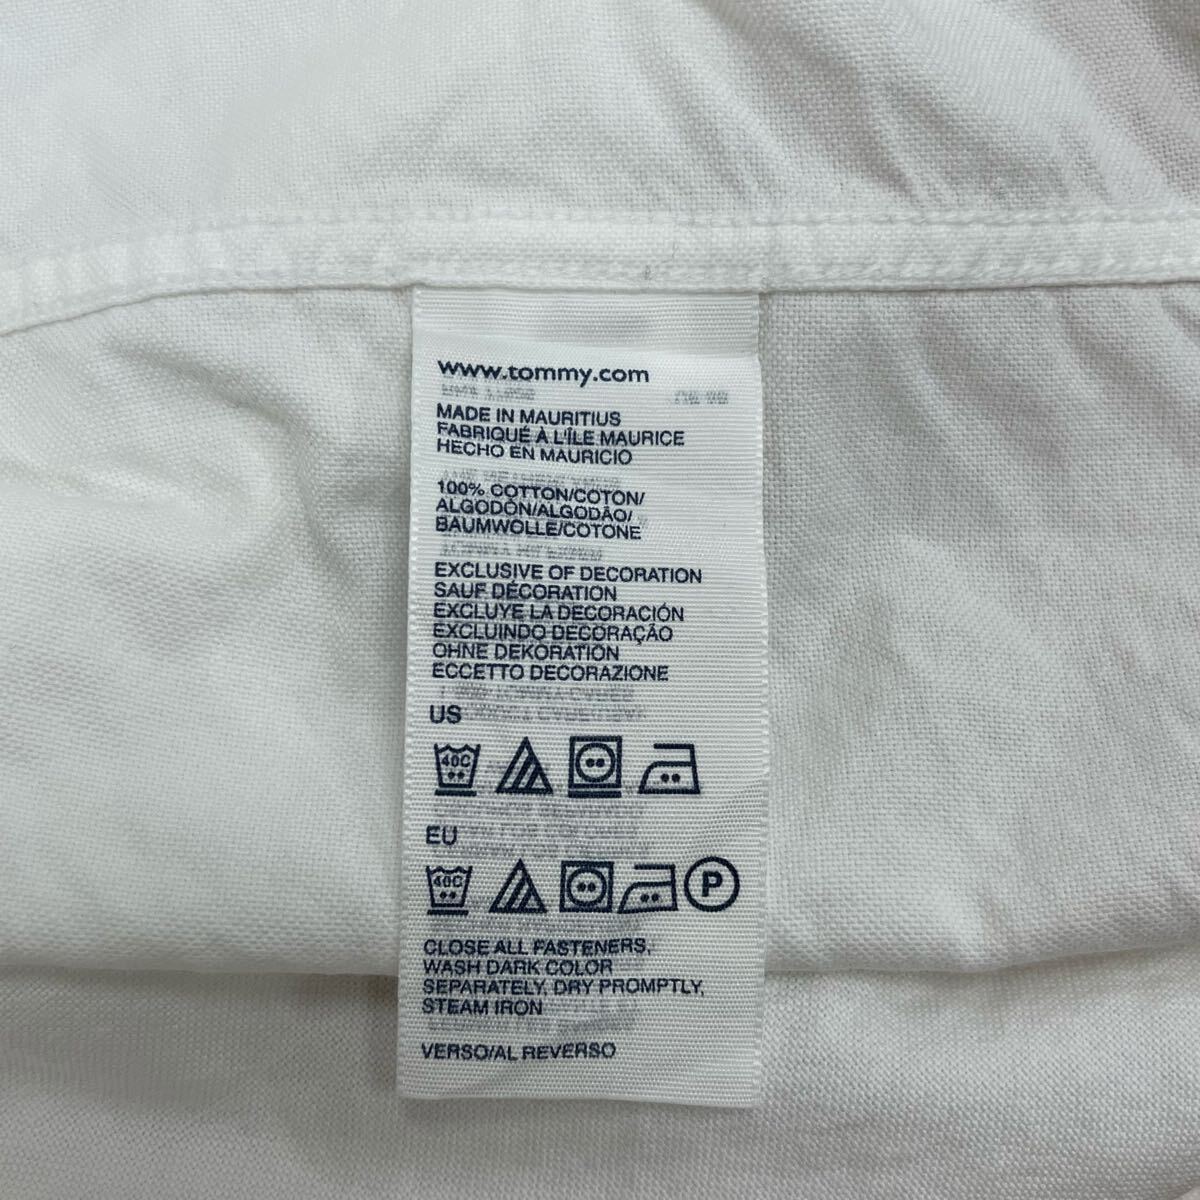 www.tommy.com
MADE IN MAURITIUS
FABRIQUÉ À L'ÎLE MAURICE
HECHO EN MAURICIO
100% COTTON/COTON/
ALGODÓN/ALGODÃO/
BAUMWOLLE/COTONE
EXCLUSIVE OF DECORATION
SAUF DÉCORATION
EXCLUYE LA DECORACIÓN
EXCLUINDO DECORAÇÃO
OHNE DEKORATION
ECCETTO DECORAZIONE
US
40C
EU
40C P
CLOSE ALL FASTENERS,
WASH DARK COLOR
SEPARATELY, DRY PROMPTLY,
STEAM IRON
VERSO/AL REVERSO